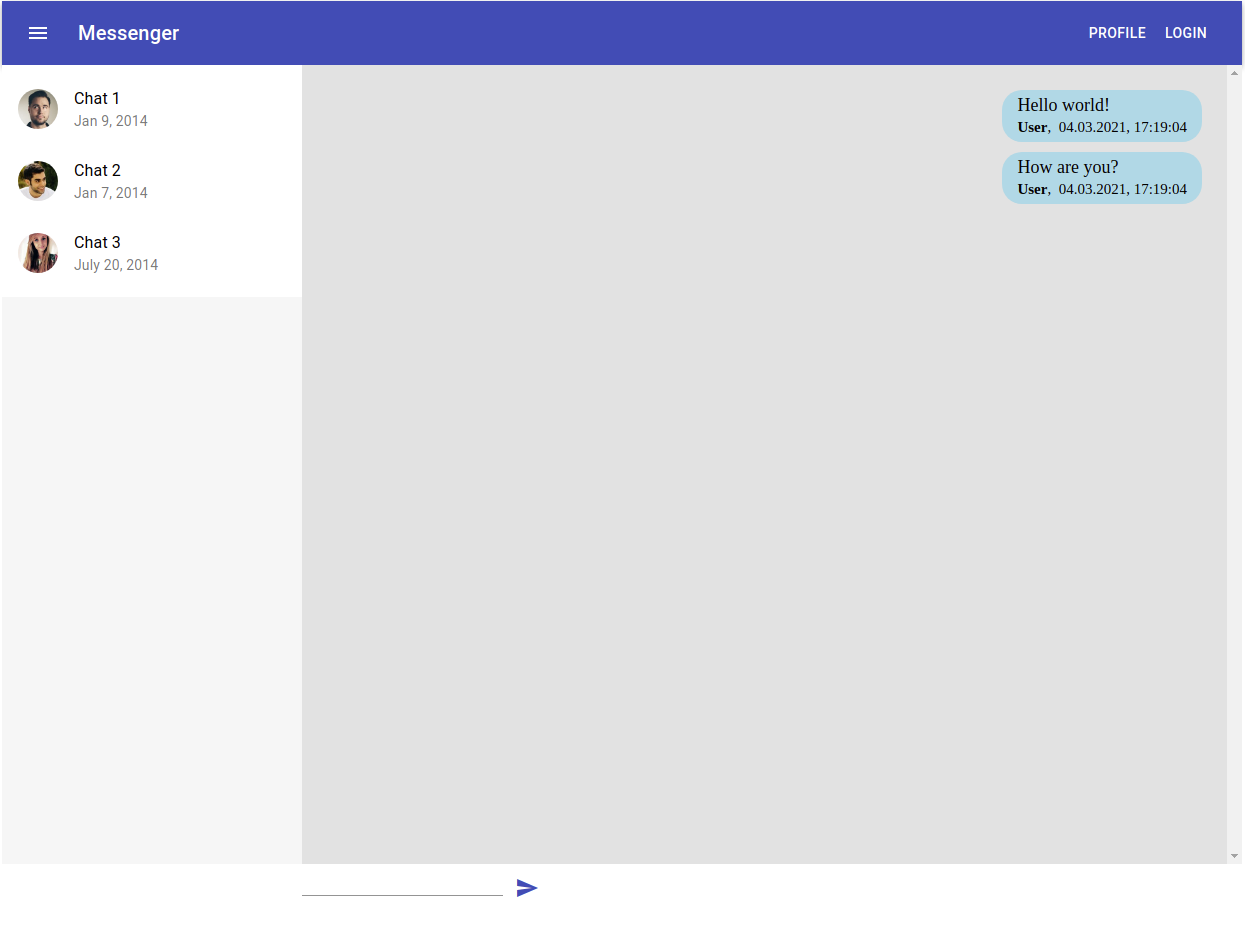 Messenger
PROFILE LOGIN
Chat 1
Jan 9, 2014
Chat 2
Jan 7, 2014
Chat 3
July 20, 2014
Hello world!
User, 04.03.2021, 17:19:04
How are you?
User, 04.03.2021, 17:19:04